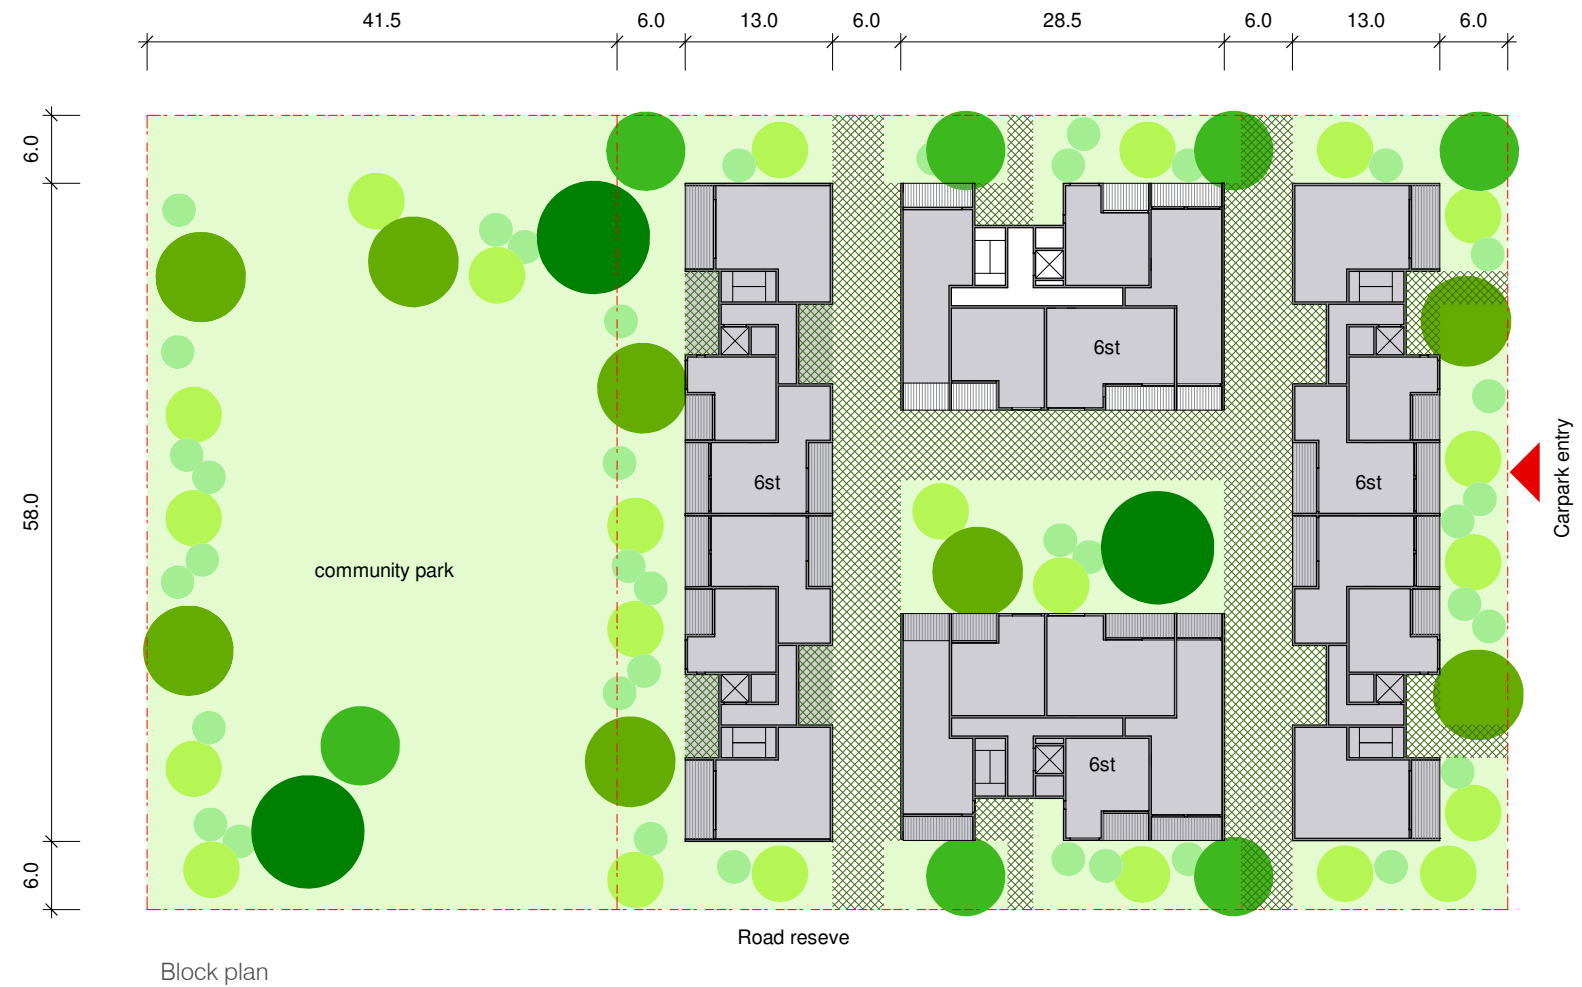 41.5 6.0 13.0 6.0 28.5 6.0 13.0 6.0
6.0
6st
Carpark entry
6st
6st
58.0
community park
6st
6.0
Road reseve
Block plan